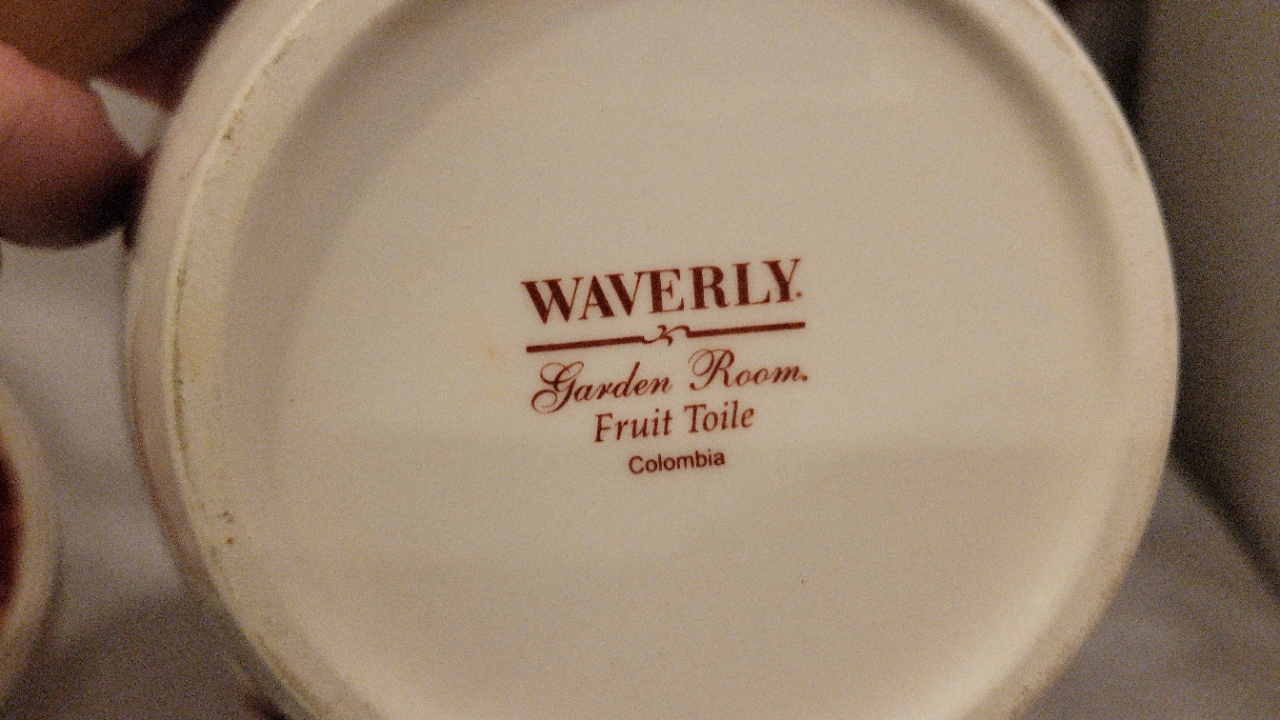 WAVERLY.
Garden Room.
Fruit Toile
Colombia